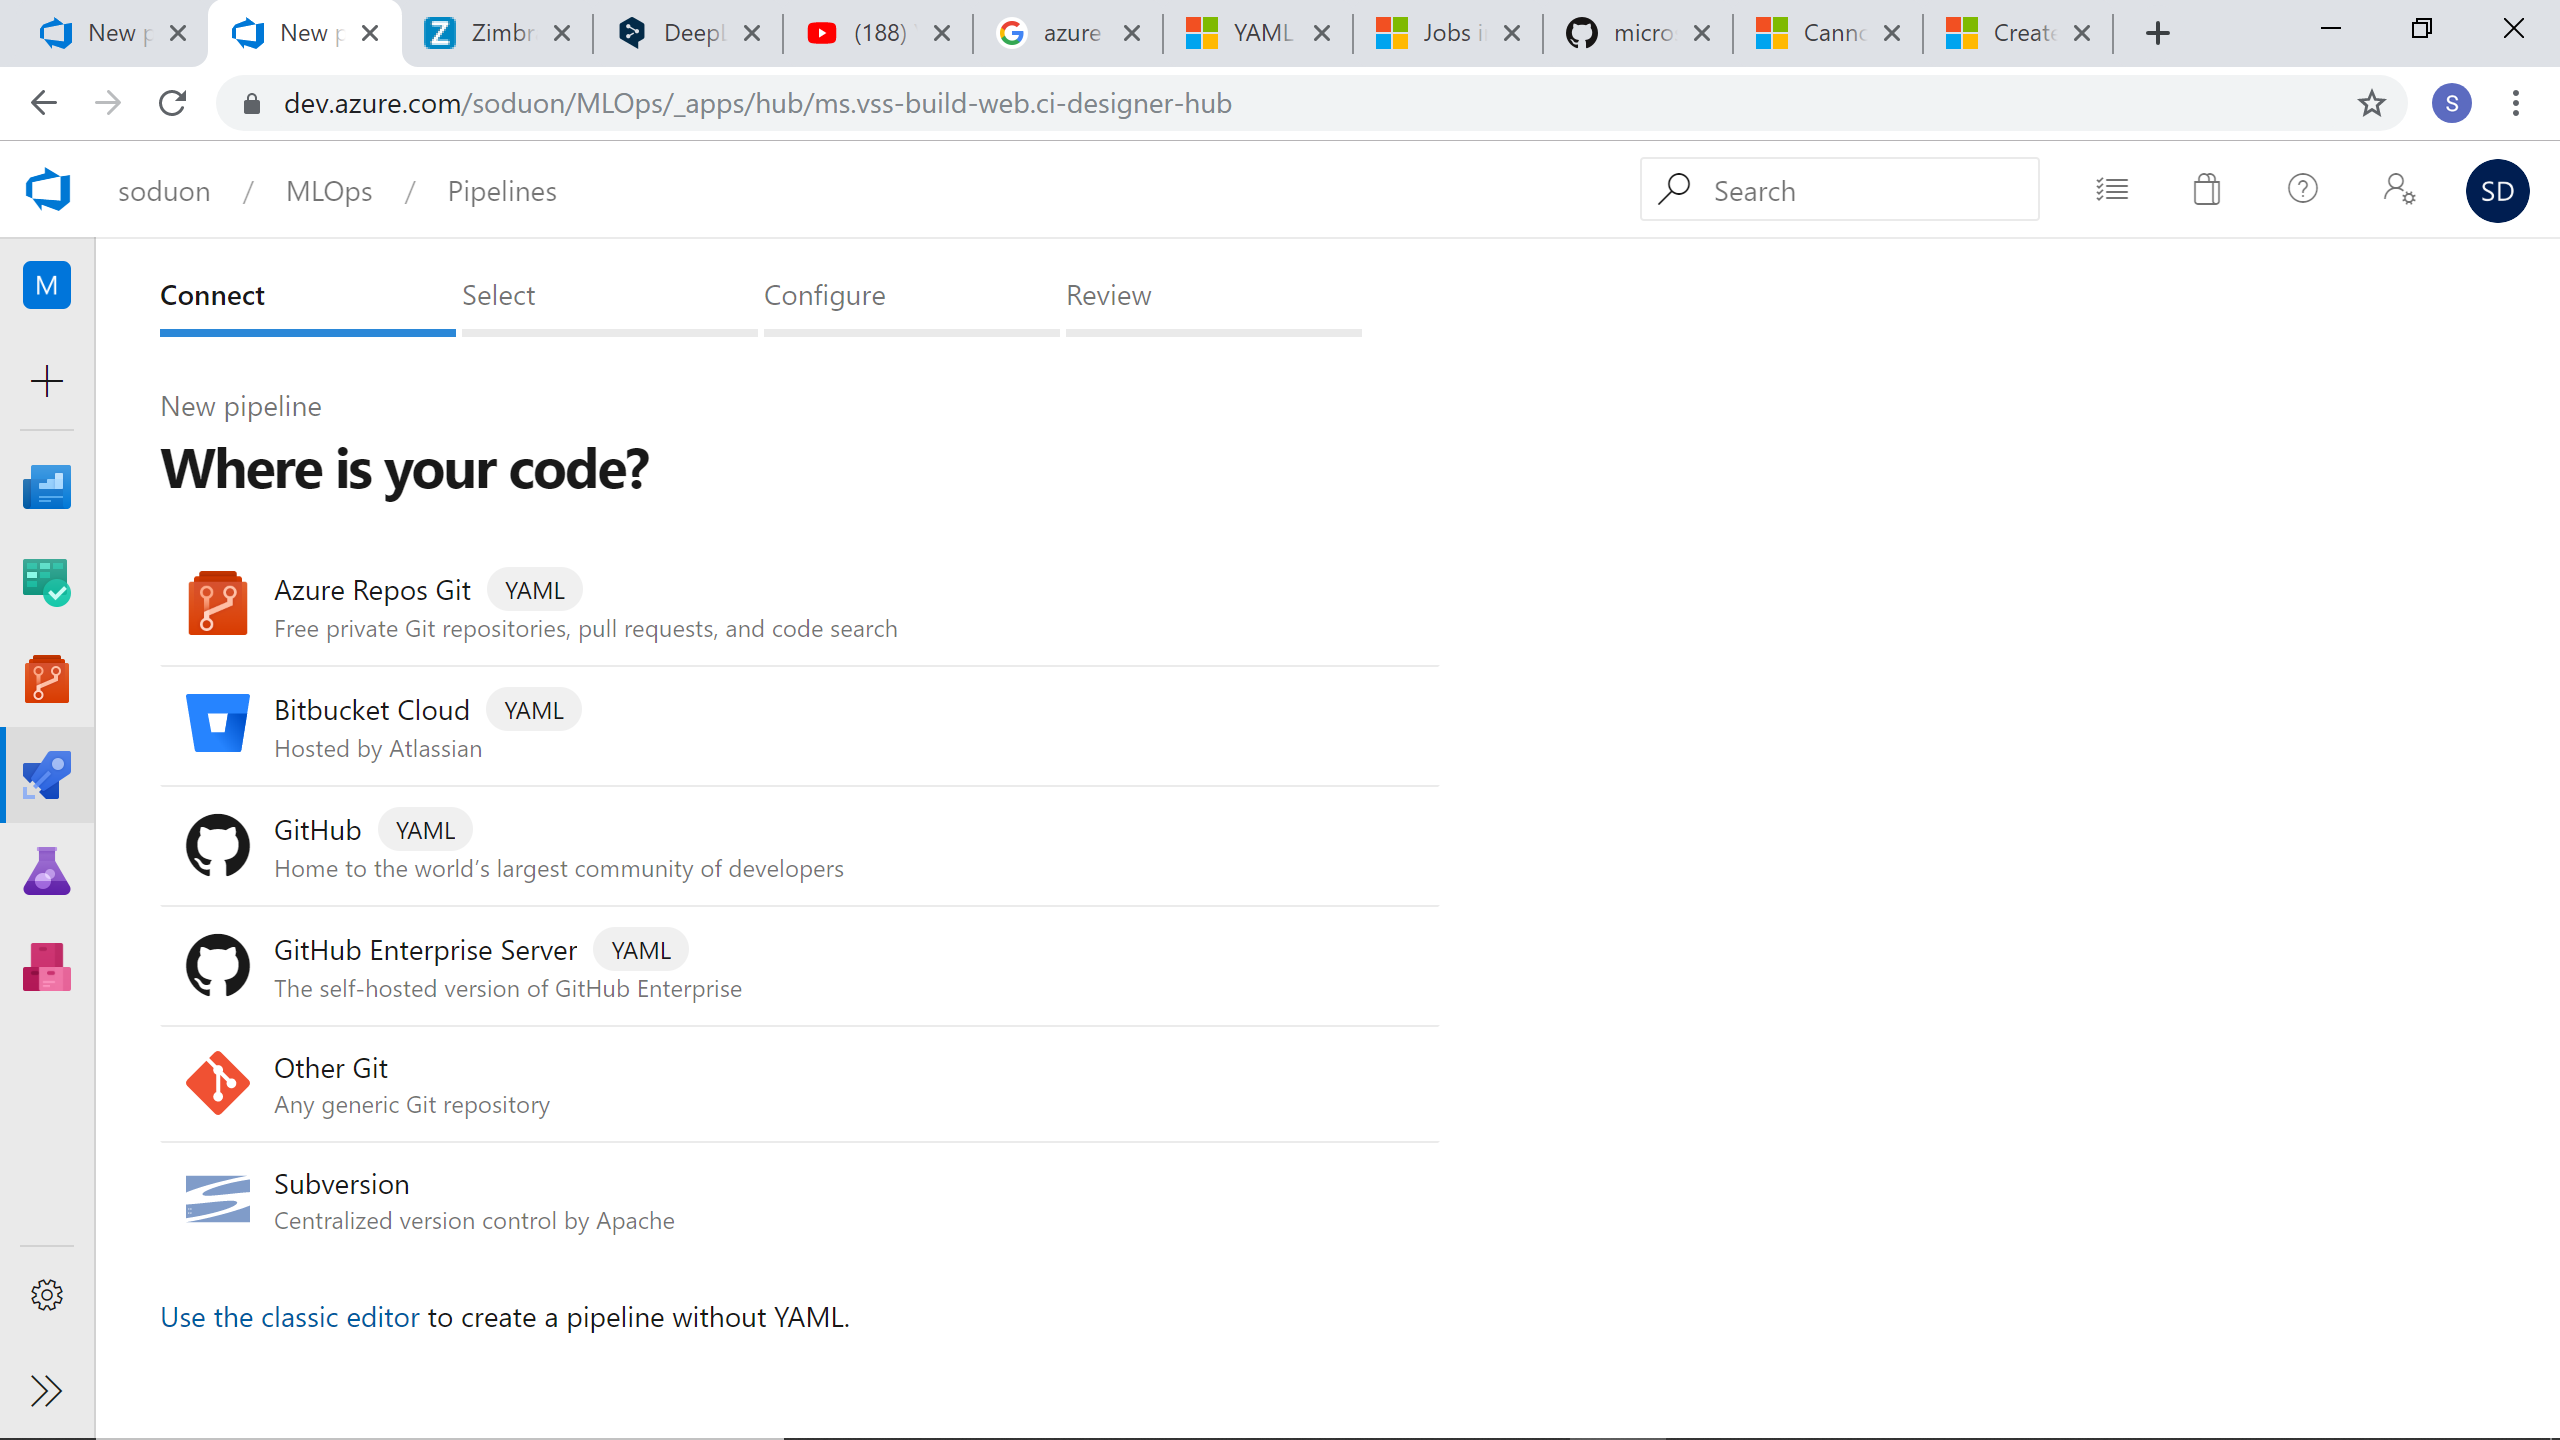 New p
New p
Zimbr
DeepL
(188)
azure
YAML
Jobs i
micro
Canno
Create
dev.azure.com/soduon/MLOps/_apps/hub/ms.vss-build-web.ci-designer-hub
S
soduon / MLOps / Pipelines
Search
SD
M
Connect
Select
Configure
Review
New pipeline
Where is your code?
Azure Repos Git YAML
Free private Git repositories, pull requests, and code search
Bitbucket Cloud YAML
Hosted by Atlassian
GitHub YAML
Home to the world’s largest community of developers
GitHub Enterprise Server YAML
The self-hosted version of GitHub Enterprise
Other Git
Any generic Git repository
Subversion
Centralized version control by Apache
Use the classic editor to create a pipeline without YAML.